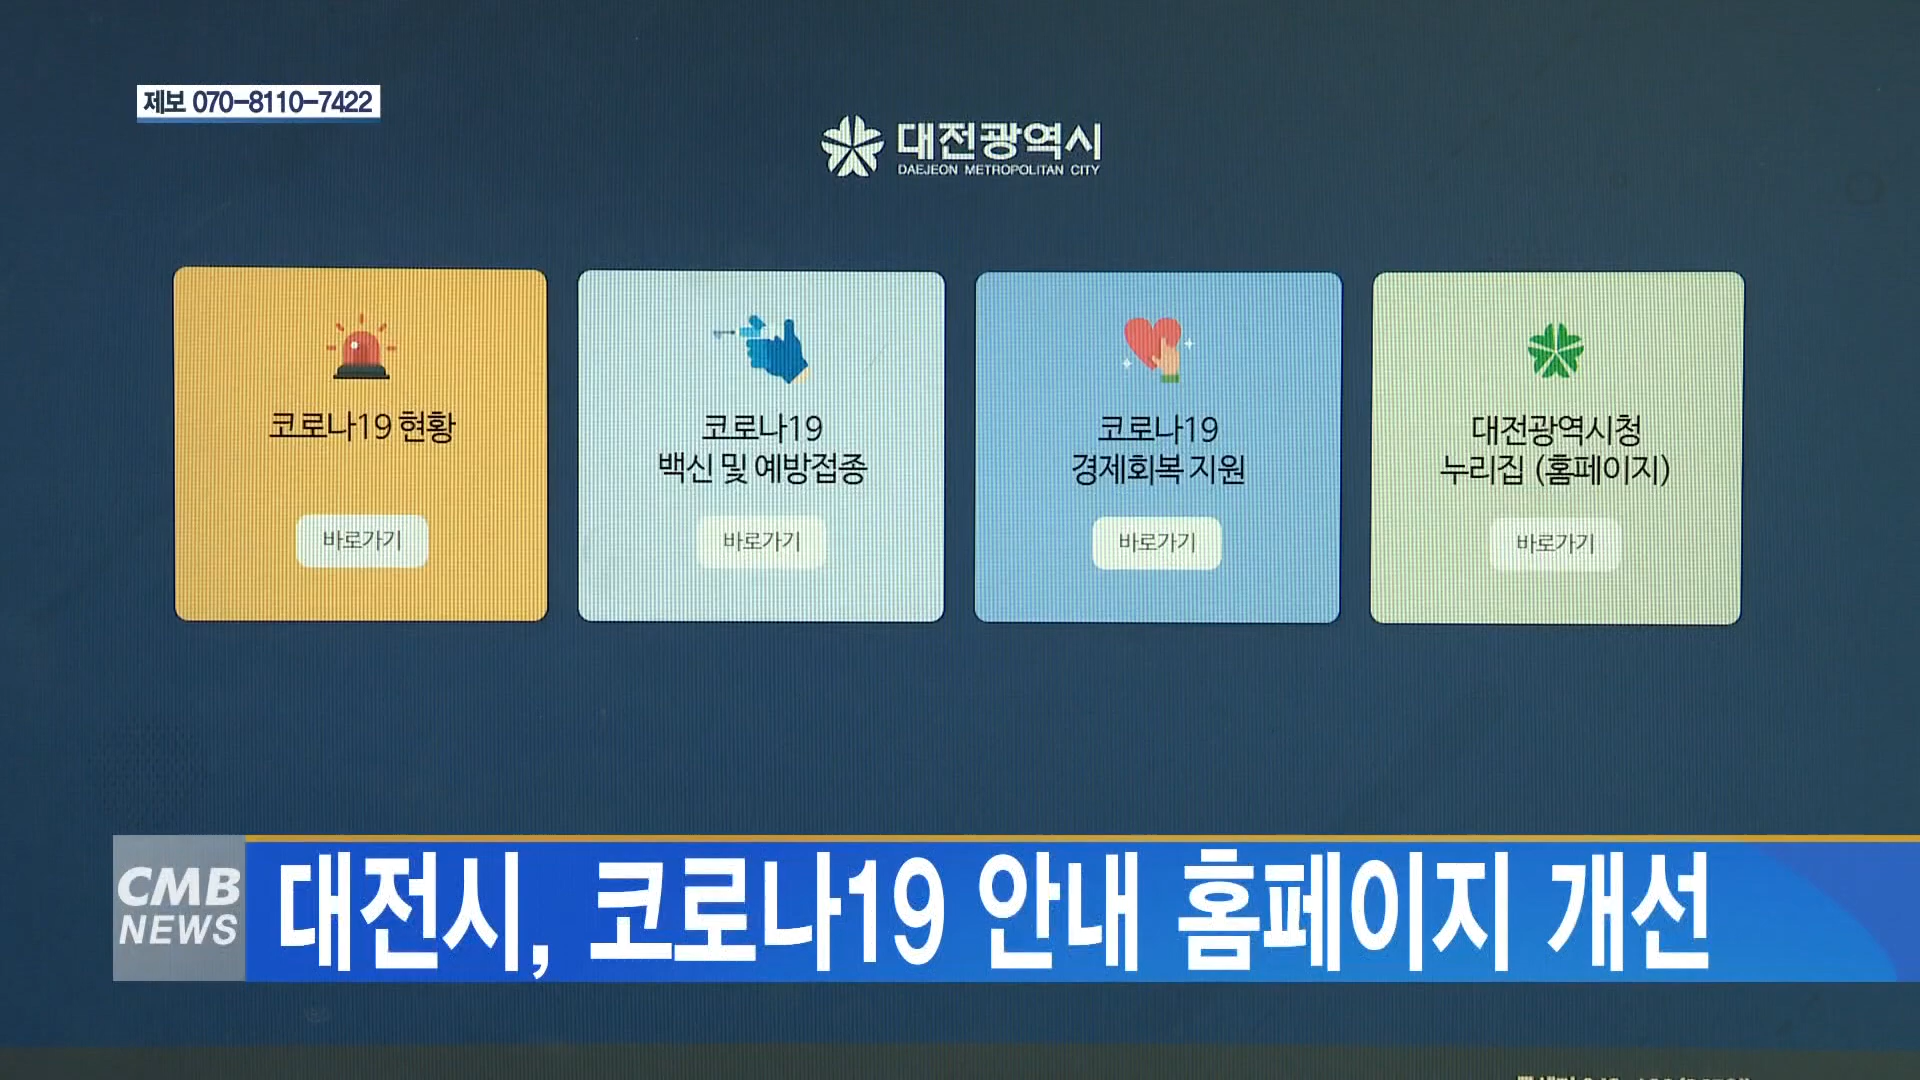 제보 070-8110-7422
대전광역시
DAEJEON METROPOLITAN CITY
코로나19 현황
바로가기
코로나19
백신 및 예방접종
바로가기
코로나19
경제회복 지원
바로가기
대전광역시청
누리집 (홈페이지)
바로가기
CMB
NEWS
대전시, 코로나19 안내 홈페이지 개선